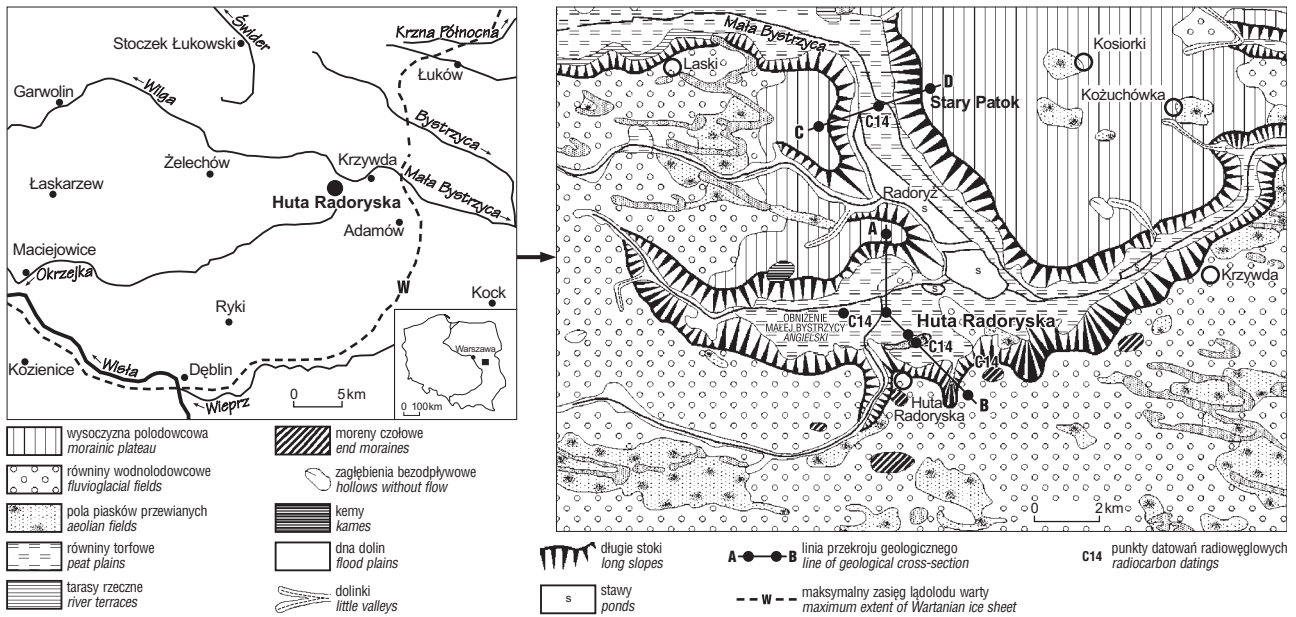 Stoczek Łukowski
Świder
Krzna Północna
Łuków
Garwolin
Wilga
Bystrzyca
Żelechów
Krzywda
Mała Bystrzyca
Łaskarzew
Huta Radoryska
Adamów
Maciejowice
Okrzejka
W
Ryki
Kock
Warszawa
Kozienice
Wisła
Dęblin
Wieprz
0 5 km
0 100km
Mała Bystrzyca
Laski
Kosiorki
D
Stary Patok
Kożuchówka
C14
C
Radoryż
s
A
s
Krzywda
s
OBNIŻENIE
MAŁEJ BYSTRZYCY
ANGIELSKI
C14
Huta Radoryska
C14
C14
Huta
Radoryska
B
0 2 km
wysoczyzna polodowcowa
morainic plateau
równiny wodnolodowcowe
fluvioglacial fields
pola piasków przewianych
aeolian fields
równiny torfowe
peat plains
tarasy rzeczne
river terraces
moreny czołowe
end moraines
zagłębienia bezodpływowe
hollows without flow
kemy
kames
dna dolin
flood plains
dolinki
little valleys
długie stoki
long slopes
s
stawy
ponds
A B
linia przekroju geologicznego
line of geological cross-section
W
maksymalny zasięg lądolodu warty
maximum extent of Wartanian ice sheet
C14
punkty datowań radiowęglowych
radiocarbon datings